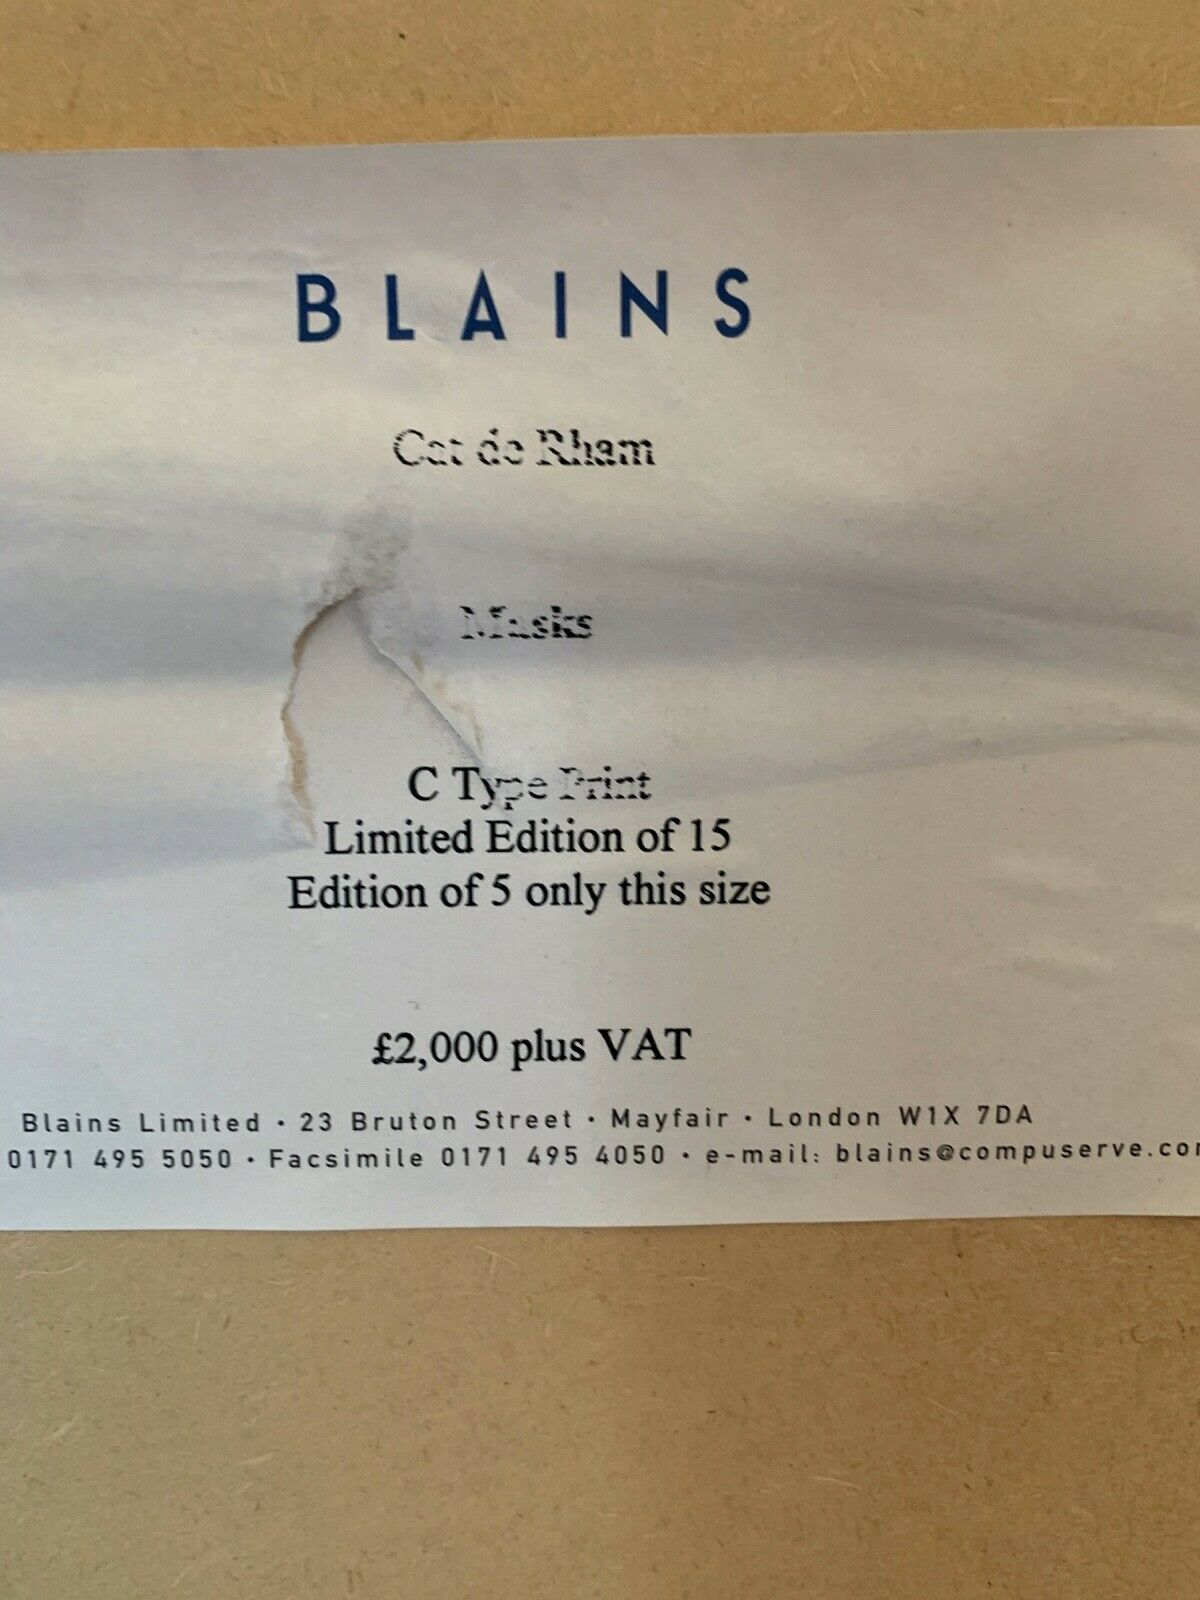 BLAINS
Cat de Rham
Masks
C Type Print
Limited Edition of 15
Edition of 5 only this size
£2,000 plus VAT
Blains Limited • 23 Bruton Street • Mayfair • London W1X 7DA
0171 495 5050 • Facsimile 0171 495 4050 • e-mail: blains@compuserve.com